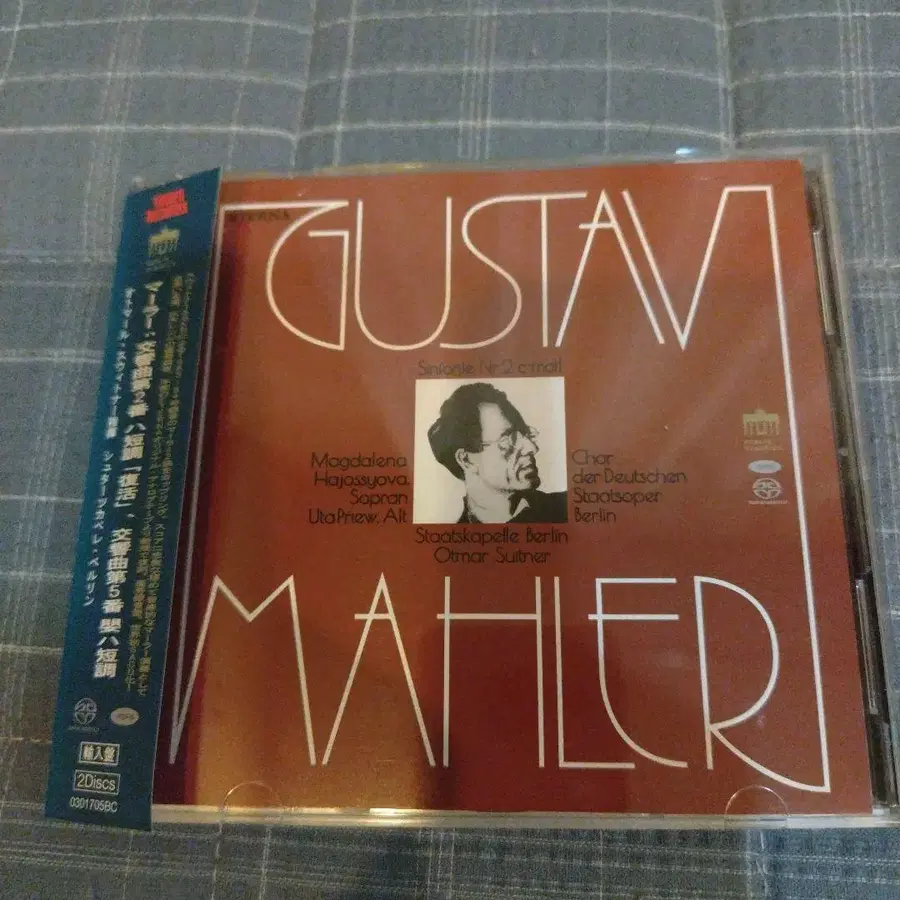 ETERNA
GUSTAV
Sinfonie Nr. 2 c-moll
Magdalena
Hajossyova,
Sopran
Uta Priew, Alt
Chor
der Deutschen
Staatsoper
Berlin
Staatskapelle Berlin
Otmar Suitner
MAHLER
マーラー：交響曲第2番 ハ短調「復活」、交響曲第5番 嬰ハ短調
オトマール・スウィトナー指揮 シュターツカペレ・ベルリン
輸入盤
2Discs
0301705BC